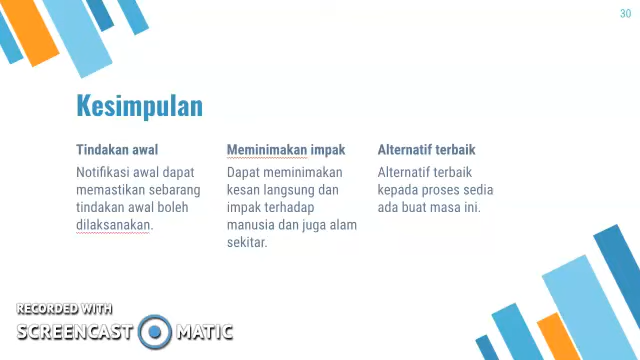 30
Kesimpulan
Tindakan awal
Notifikasi awal dapat
memastikan sebarang
tindakan awal boleh
dilaksanakan.
Meminimakan impak
Dapat meminimakan
kesan langsung dan
impak terhadap
manusia dan juga alam
sekitar.
Alternatif terbaik
Alternatif terbaik
kepada proses sedia
ada buat masa ini.
RECORDED WITH
SCREENCAST MATIC